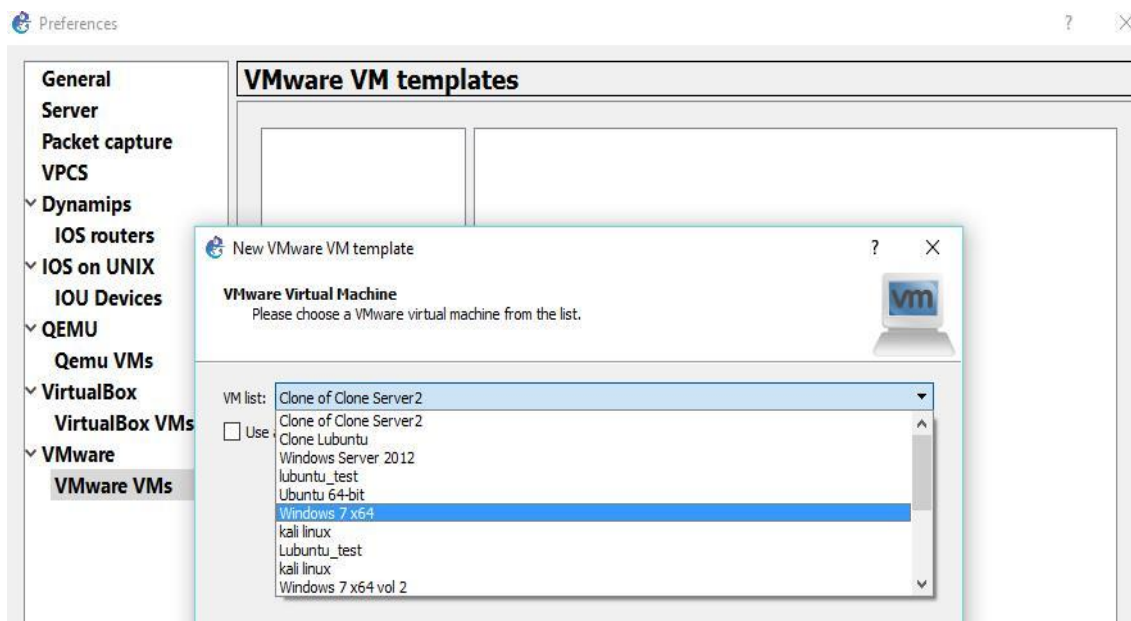 Preferences
?
General
Server
Packet capture
VPCS
Dynamips
IOS routers
IOS on UNIX
IOU Devices
QEMU
Qemu VMs
VirtualBox
VirtualBox VMs
VMware
VMware VMs
VMware VM templates
New VMware VM template
?
VMware Virtual Machine
Please choose a VMware virtual machine from the list.
vm
VM list: Clone of Clone Server2
Use
Clone of Clone Server2
Clone Lubuntu
Windows Server 2012
lubuntu_test
Ubuntu 64-bit
Windows 7 x64
kali linux
Lubuntu_test
kali linux
Windows 7 x64 vol 2